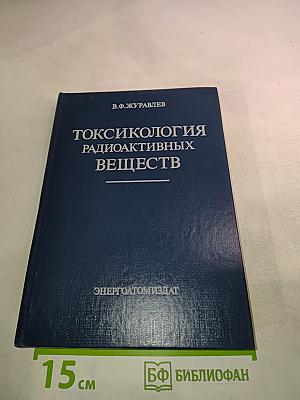 В.Ф.ЖУРАВЛЕВ
ТОКСИКОЛОГИЯ
РАДИОАКТИВНЫХ
ВЕЩЕСТВ
ЭНЕРГОАТОМИЗДАТ
15 см
БФ БИБЛИОФАН